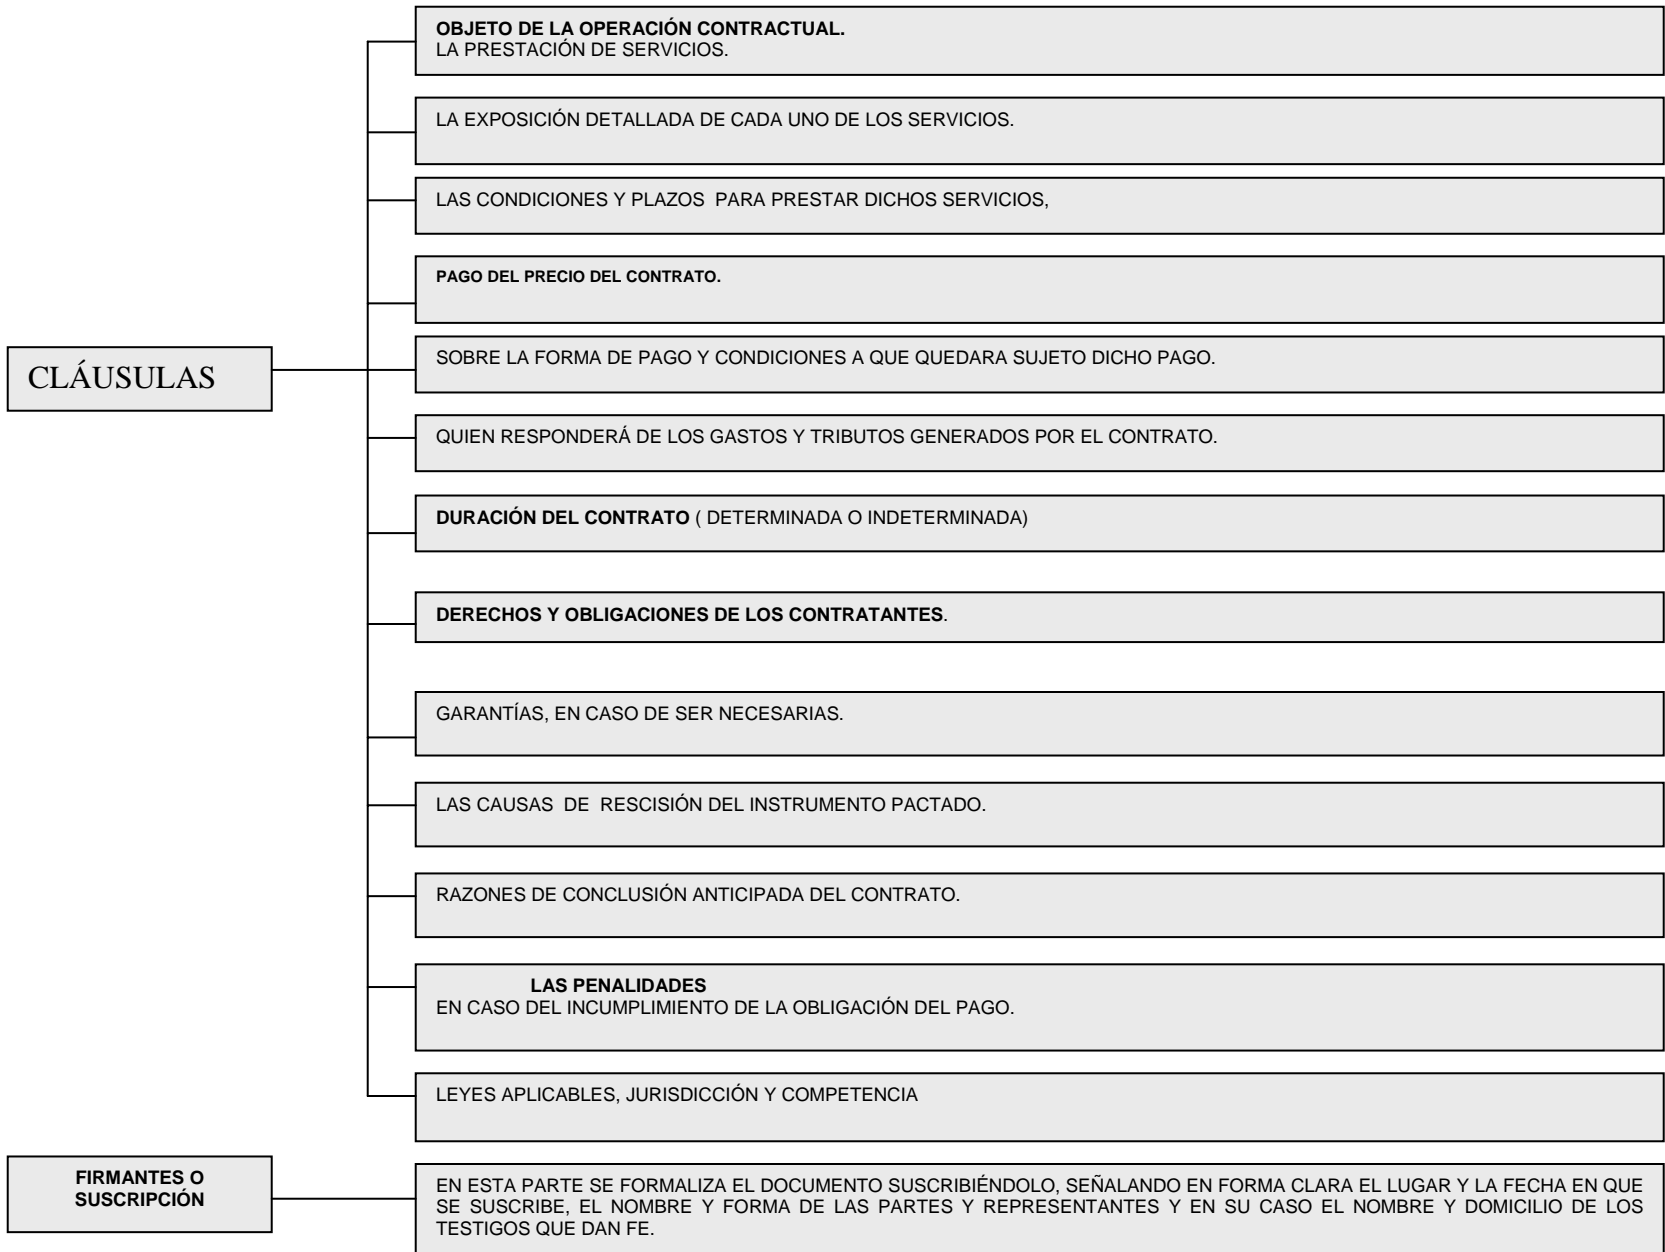 OBJETO DE LA OPERACIÓN CONTRACTUAL.
LA PRESTACIÓN DE SERVICIOS.
LA EXPOSICIÓN DETALLADA DE CADA UNO DE LOS SERVICIOS.
LAS CONDICIONES Y PLAZOS PARA PRESTAR DICHOS SERVICIOS,
PAGO DEL PRECIO DEL CONTRATO.
CLÁUSULAS
SOBRE LA FORMA DE PAGO Y CONDICIONES A QUE QUEDARA SUJETO DICHO PAGO.
QUIEN RESPONDERÁ DE LOS GASTOS Y TRIBUTOS GENERADOS POR EL CONTRATO.
DURACIÓN DEL CONTRATO ( DETERMINADA O INDETERMINADA)
DERECHOS Y OBLIGACIONES DE LOS CONTRATANTES.
GARANTÍAS, EN CASO DE SER NECESARIAS.
LAS CAUSAS DE RESCISIÓN DEL INSTRUMENTO PACTADO.
RAZONES DE CONCLUSIÓN ANTICIPADA DEL CONTRATO.
LAS PENALIDADES
EN CASO DEL INCUMPLIMIENTO DE LA OBLIGACIÓN DEL PAGO.
LEYES APLICABLES, JURISDICCIÓN Y COMPETENCIA
FIRMANTES O
SUSCRIPCIÓN
EN ESTA PARTE SE FORMALIZA EL DOCUMENTO SUSCRIBIÉNDOLO, SEÑALANDO EN FORMA CLARA EL LUGAR Y LA FECHA EN QUE
SE SUSCRIBE, EL NOMBRE Y FORMA DE LAS PARTES Y REPRESENTANTES Y EN SU CASO EL NOMBRE Y DOMICILIO DE LOS
TESTIGOS QUE DAN FE.